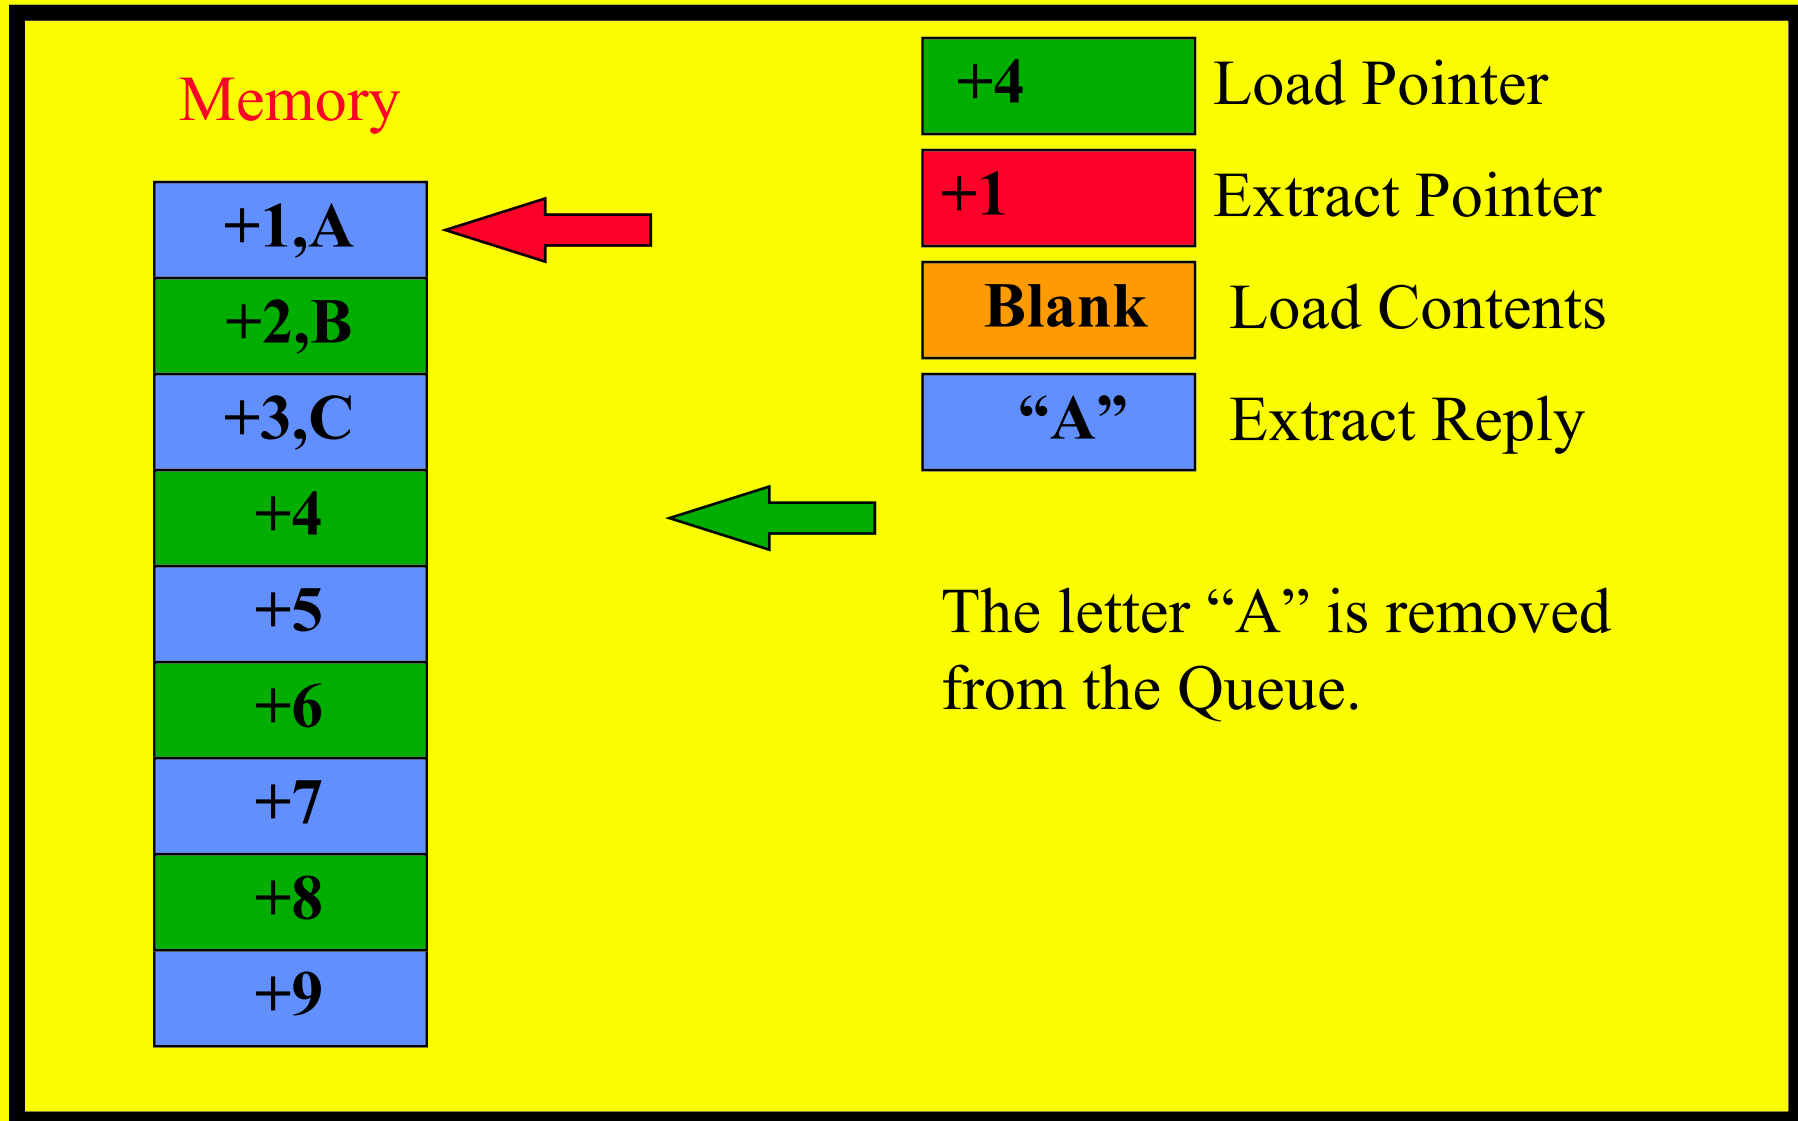 Memory
+1,A
+2,B
+3,C
+4
+5
+6
+7
+8
+9
+4 Load Pointer
+1 Extract Pointer
Blank Load Contents
“A” Extract Reply
The letter “A” is removed
from the Queue.